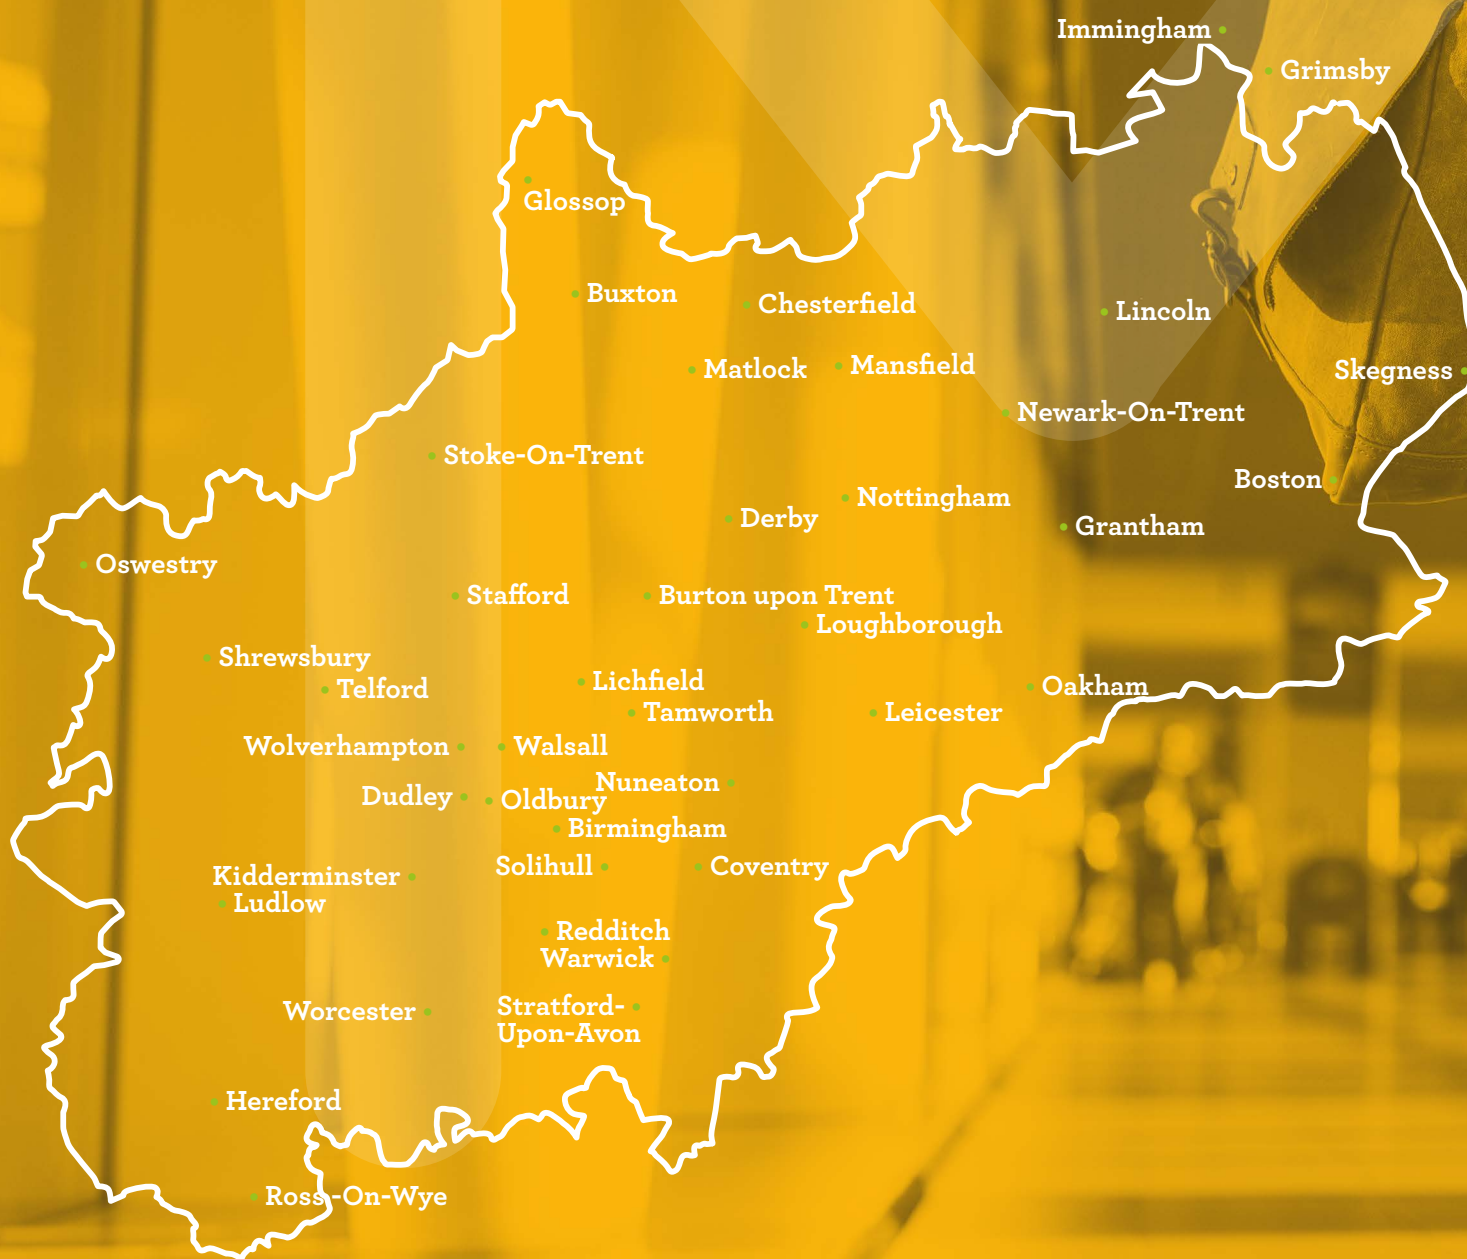 Immingham
Grimsby
Glossop
Buxton
Chesterfield
Lincoln
Matlock
Mansfield
Skegness
Newark-On-Trent
Stoke-On-Trent
Boston
Nottingham
Derby
Grantham
Oswestry
Stafford
Burton upon Trent
Loughborough
Shrewsbury
Telford
Lichfield
Oakham
Tamworth
Leicester
Wolverhampton
Walsall
Nuneaton
Dudley
Oldbury
Birmingham
Solihull
Coventry
Kidderminster
Ludlow
Redditch
Warwick
Worcester
Stratford-
Upon-Avon
Hereford
Ross-On-Wye